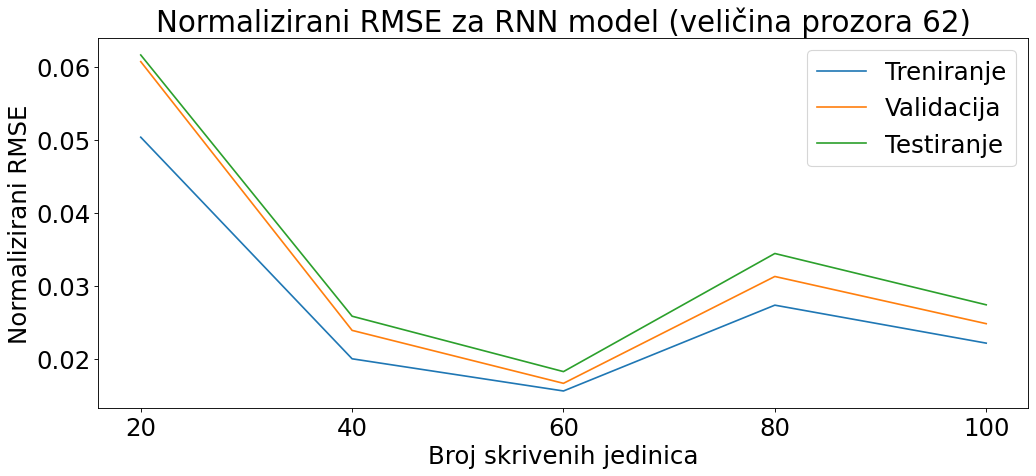 Normalizirani RMSE za RNN model (veličina prozora 62)
Normalizirani RMSE
0.06
0.05
0.04
0.03
0.02
Treniranje
Validacija
Testiranje
20 40 60 80 100
Broj skrivenih jedinica